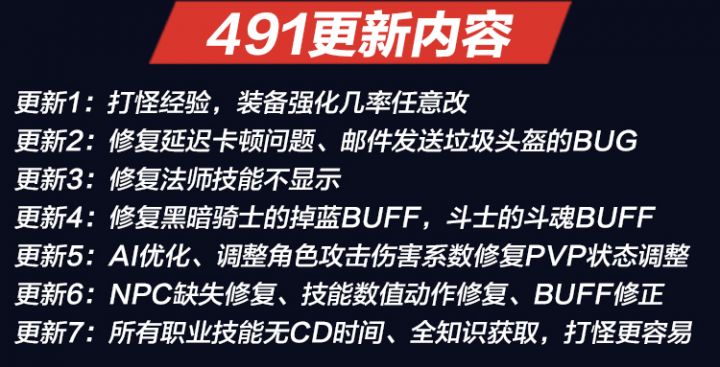 491更新内容
更新1：打怪经验，装备强化几率任意改
更新2：修复延迟卡顿问题、邮件发送垃圾头盔的BUG
更新3：修复法师技能不显示
更新4：修复黑暗骑士的掉蓝BUFF，斗士的斗魂BUFF
更新5：AI优化、调整角色攻击伤害系数修复PVP状态调整
更新6：NPC缺失修复、技能数值动作修复、BUFF修正
更新7：所有职业技能无CD时间、全知识获取，打怪更容易